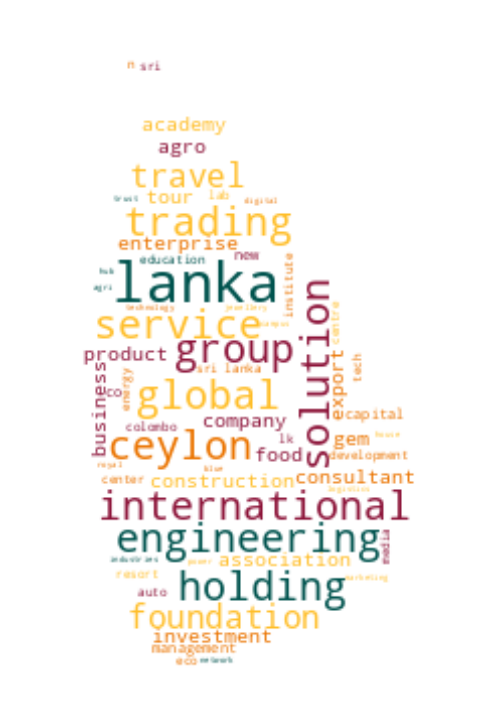 n sri
academy
agro
travel
trust tour lab digital
trading
enterprise
education new
hub lanka institute
agri
technology jewellery
service campus solution centre
product group export tech
sri lanka
business co energy global
company capital
colombo
ceylon lk gem house
food development
royal blue
center construction consultant
logistics
international
engineering media
industries power association
resort marketing
auto holding
foundation
investment
management
eco network